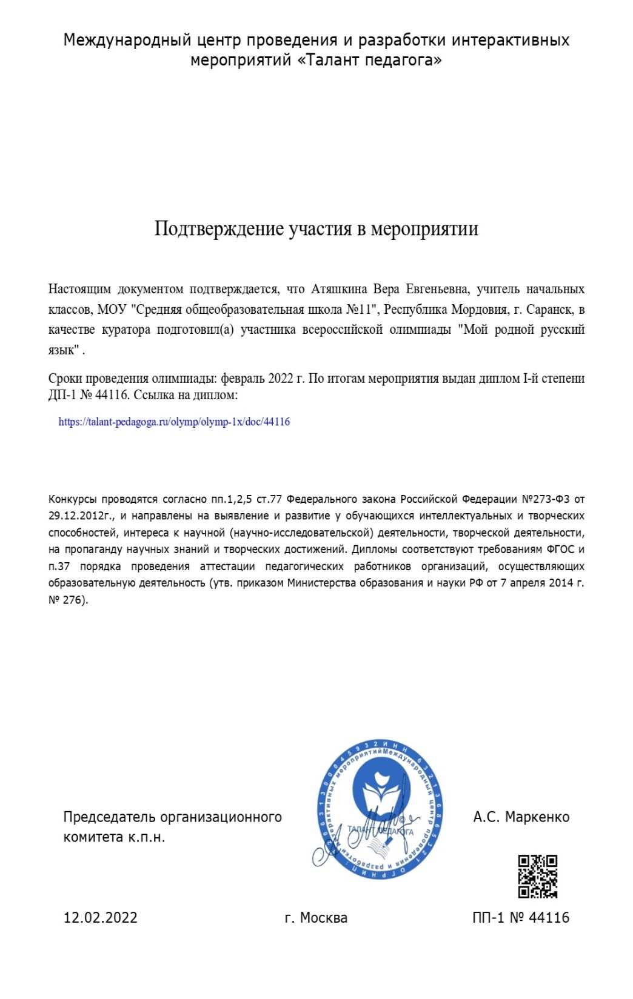 Международный центр проведения и разработки интерактивных
мероприятий «Талант педагога»
Подтверждение участия в мероприятии
Настоящим документом подтверждается, что Атяшкина Вера Евгеньевна, учитель начальных
классов, МОУ "Средняя общеобразовательная школа №11", Республика Мордовия, г. Саранск, в
качестве куратора подготовил(а) участника всероссийской олимпиады "Мой родной русский
язык" .
Сроки проведения олимпиады: февраль 2022 г. По итогам мероприятия выдан диплом I-й степени
ДП-1 № 44116. Ссылка на диплом:
https://talant-pedagoga.ru/olymp/olymp-1x/doc/44116
Конкурсы проводятся согласно пп.1,2,5 ст.77 Федерального закона Российской Федерации №273-ФЗ от
29.12.2012г., и направлены на выявление и развитие у обучающихся интеллектуальных и творческих
способностей, интереса к научной (научно-исследовательской) деятельности, творческой деятельности,
на пропаганду научных знаний и творческих достижений. Дипломы соответствуют требованиям ФГОС и
п.37 порядка проведения аттестации педагогических работников организаций, осуществляющих
образовательную деятельность (утв. приказом Министерства образования и науки РФ от 7 апреля 2014 г.
№ 276).
Международный центр проведения и разработки интерактивных мероприятий
©
ТАЛАНТ ПЕДАГОГА
Председатель организационного
комитета к.п.н.
А.С. Маркенко
12.02.2022
г. Москва
ПП-1 № 44116